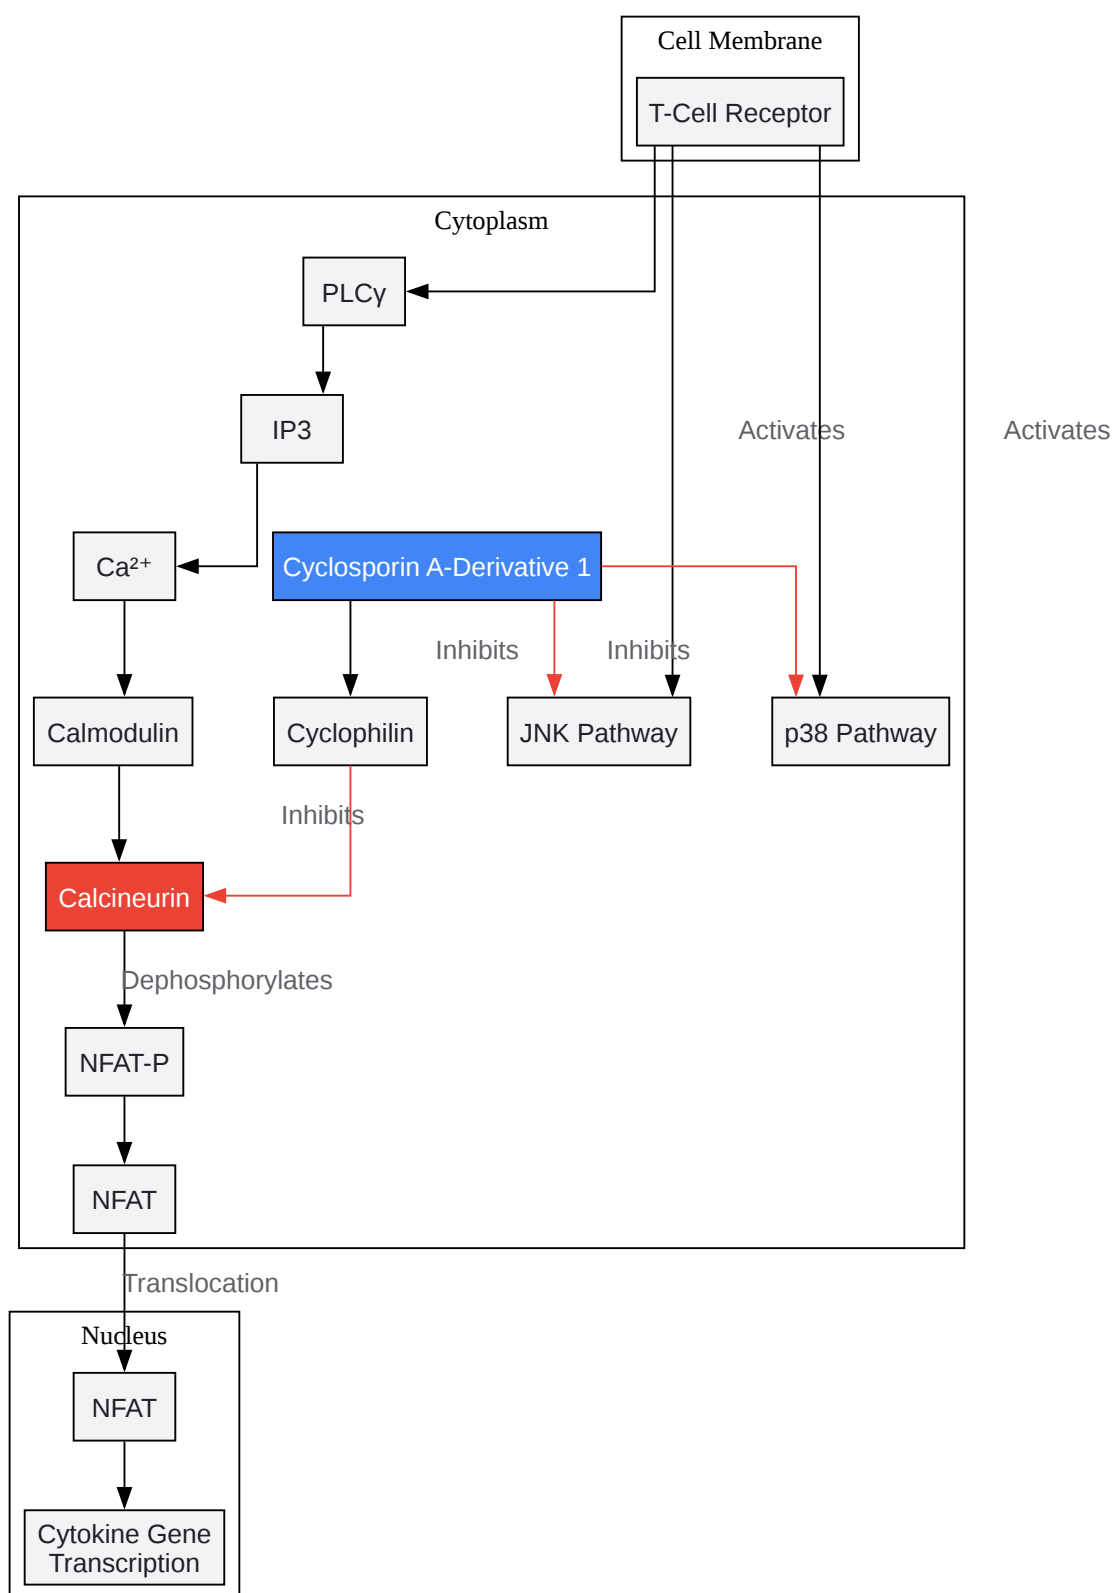 Cell Membrane
T-Cell Receptor
Cytoplasm
PLCγ
IP3
Activates
Activates
Ca²⁺
Cyclosporin A-Derivative 1
Inhibits
Inhibits
Calmodulin
Cyclophilin
JNK Pathway
p38 Pathway
Inhibits
Calcineurin
Dephosphorylates
NFAT-P
NFAT
Translocation
Nucleus
NFAT
Cytokine Gene
Transcription